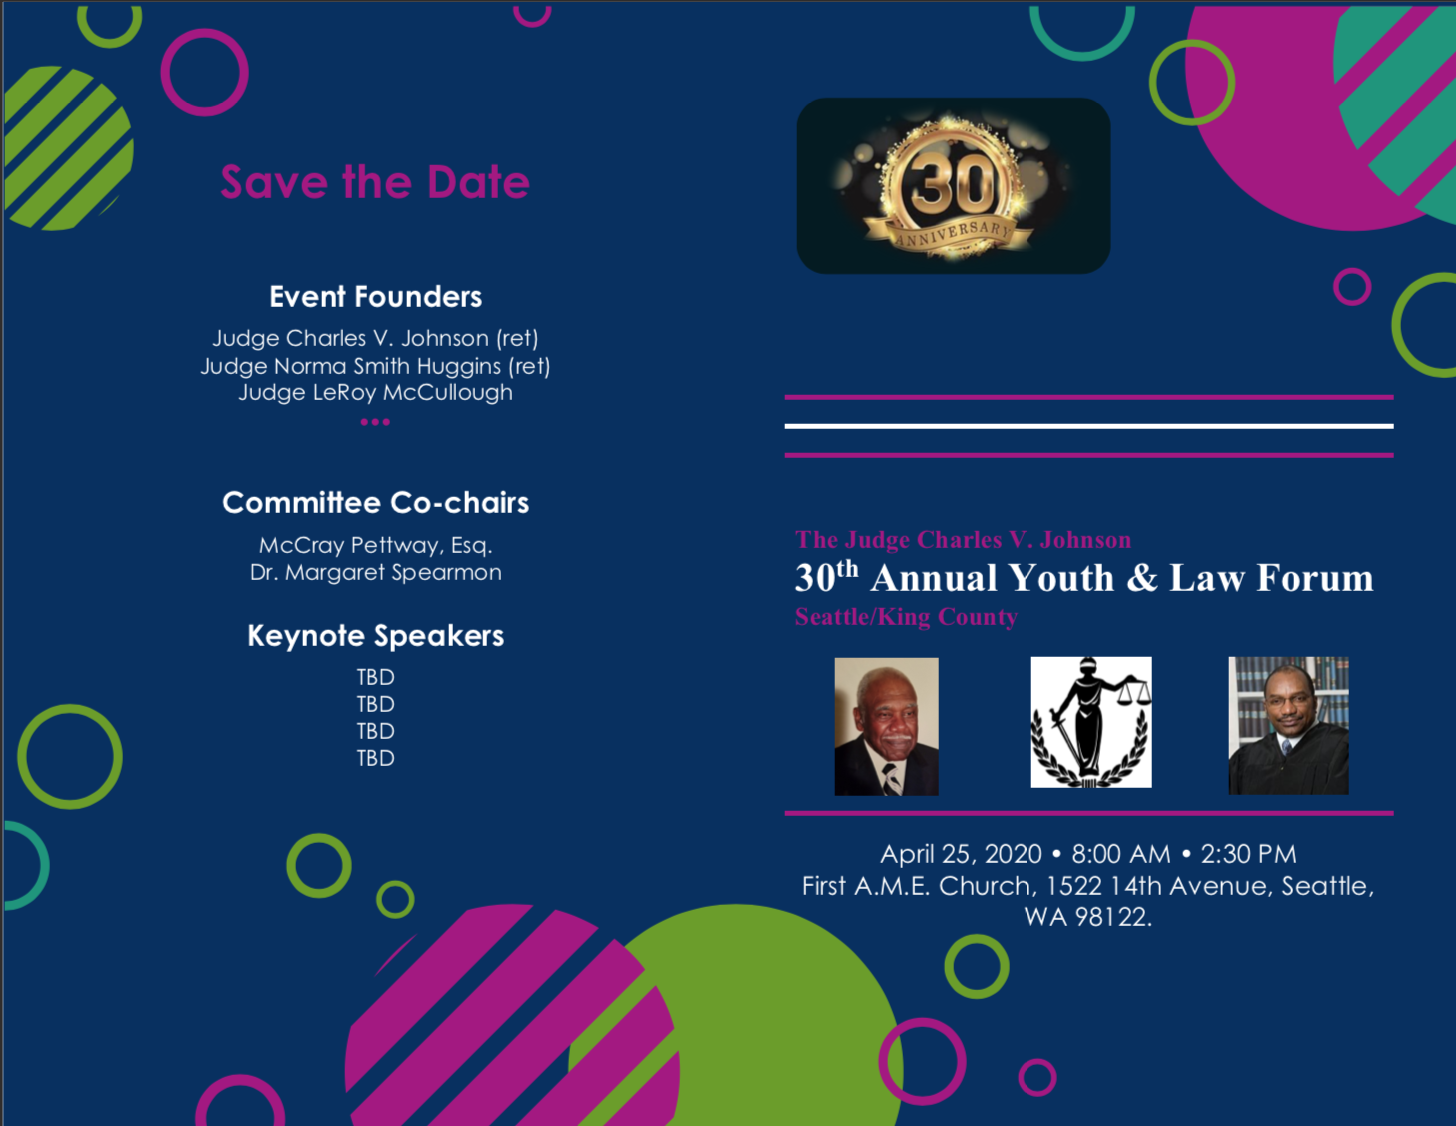 Save the Date
Event Founders
Judge Charles V. Johnson (ret)
Judge Norma Smith Huggins (ret)
Judge LeRoy McCullough
•••
Committee Co-chairs
McCray Pettway, Esq.
Dr. Margaret Spearmon
Keynote Speakers
TBD
TBD
TBD
TBD
30
ANNIVERSARY
The Judge Charles V. Johnson
30th Annual Youth & Law Forum
Seattle/King County
April 25, 2020 • 8:00 AM • 2:30 PM
First A.M.E. Church, 1522 14th Avenue, Seattle,
WA 98122.